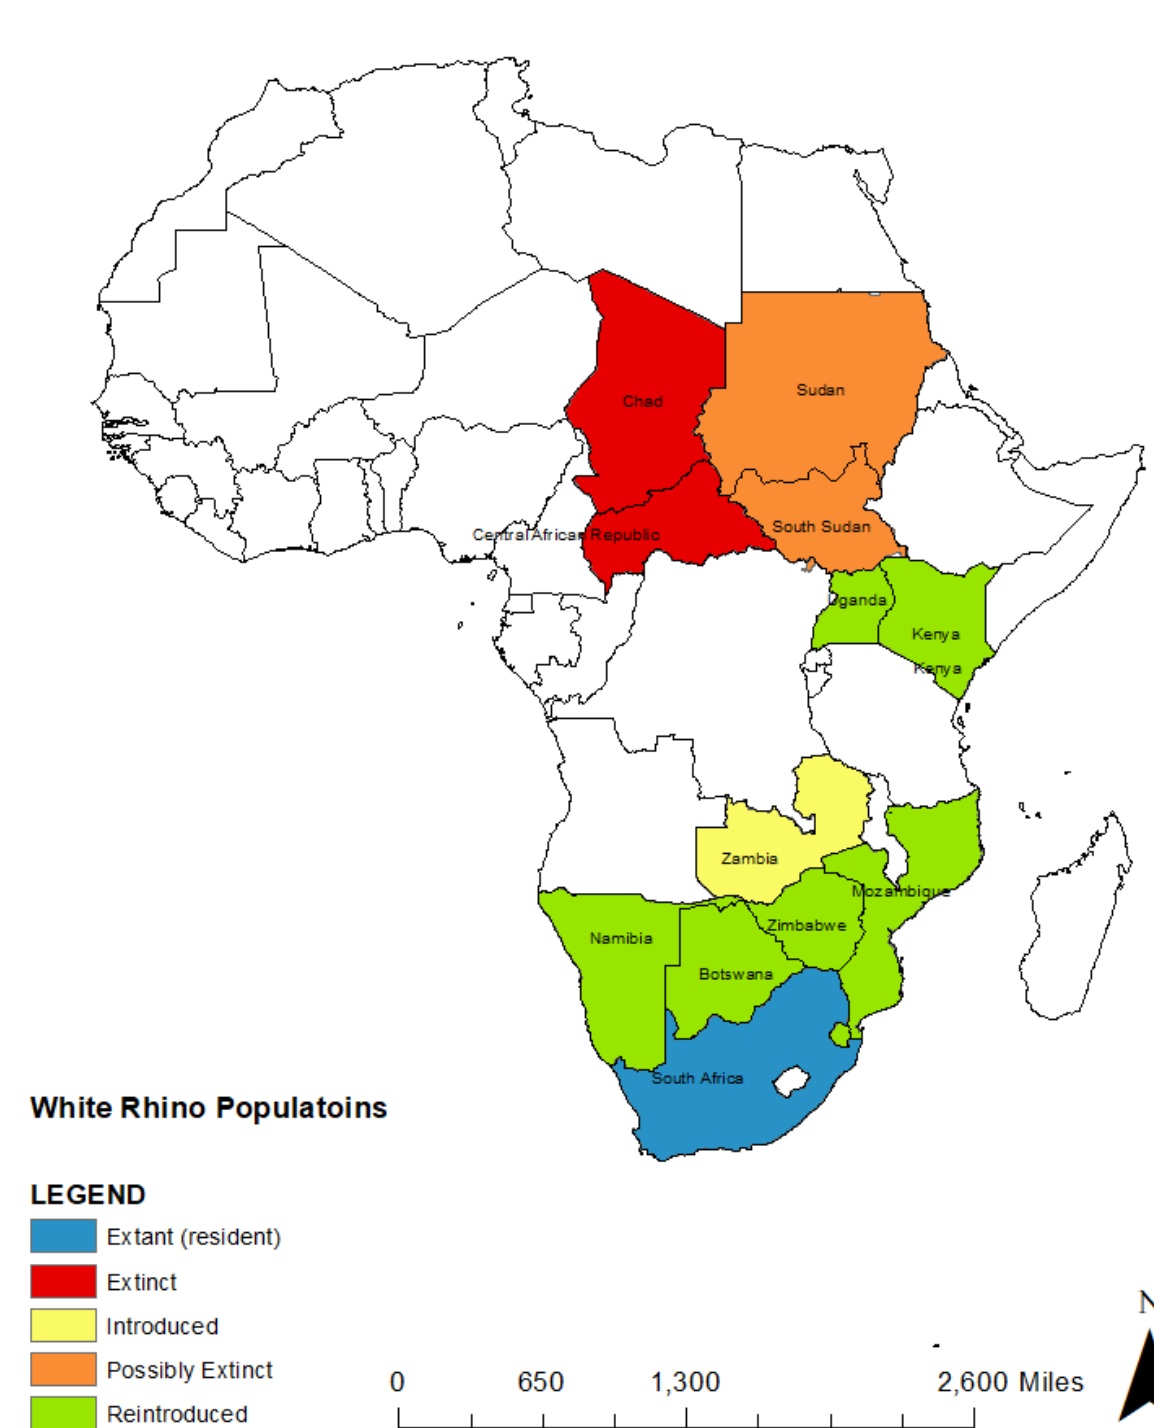 Chad
Sudan
Central African Republic
South Sudan
Uganda
Kenya
Kenya
Zambia
Mozambique
Zimbabwe
Namibia
Botswana
South Africa
White Rhino Populatoins
LEGEND
Extant (resident)
Extinct
Introduced
Possibly Extinct
Reintroduced
N
0 650 1,300 2,600 Miles